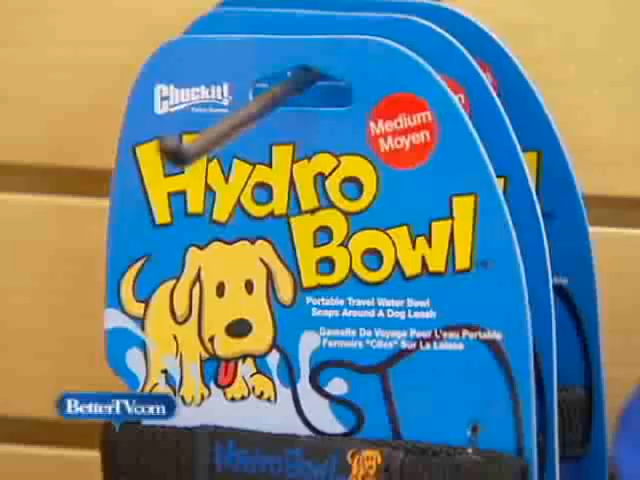 Chuckit!
Medium
Moyen
Hydro
Bowl
Portable Travel Water Bowl
Snaps Around A Dog Leash
Gamelle De Voyage Pour L'eau Portable
Fermoirs "Clies" Sur La Laisse
BetterTV.com
HydroBowl